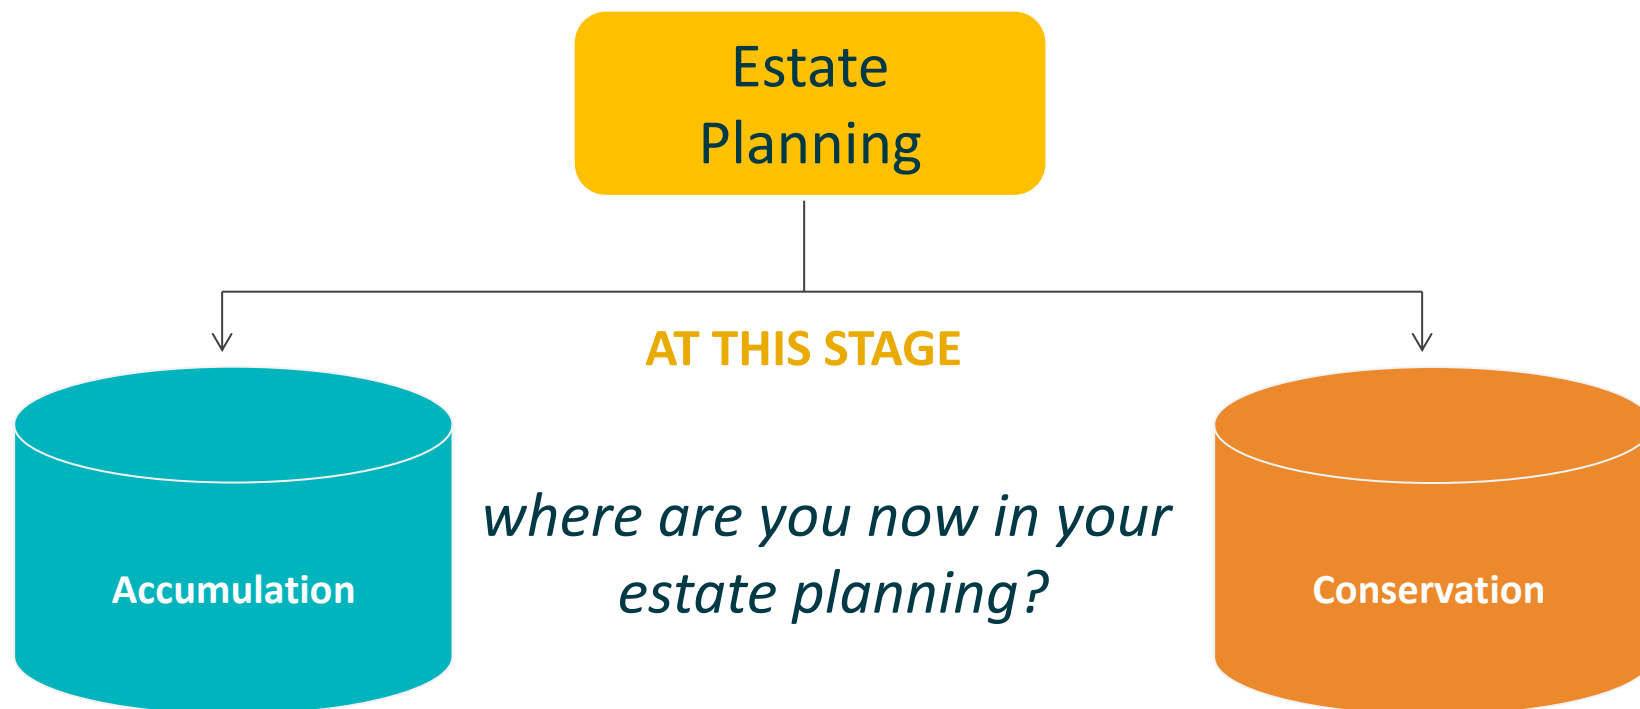 Estate
Planning
AT THIS STAGE
where are you now in your
estate planning?
Accumulation
Conservation